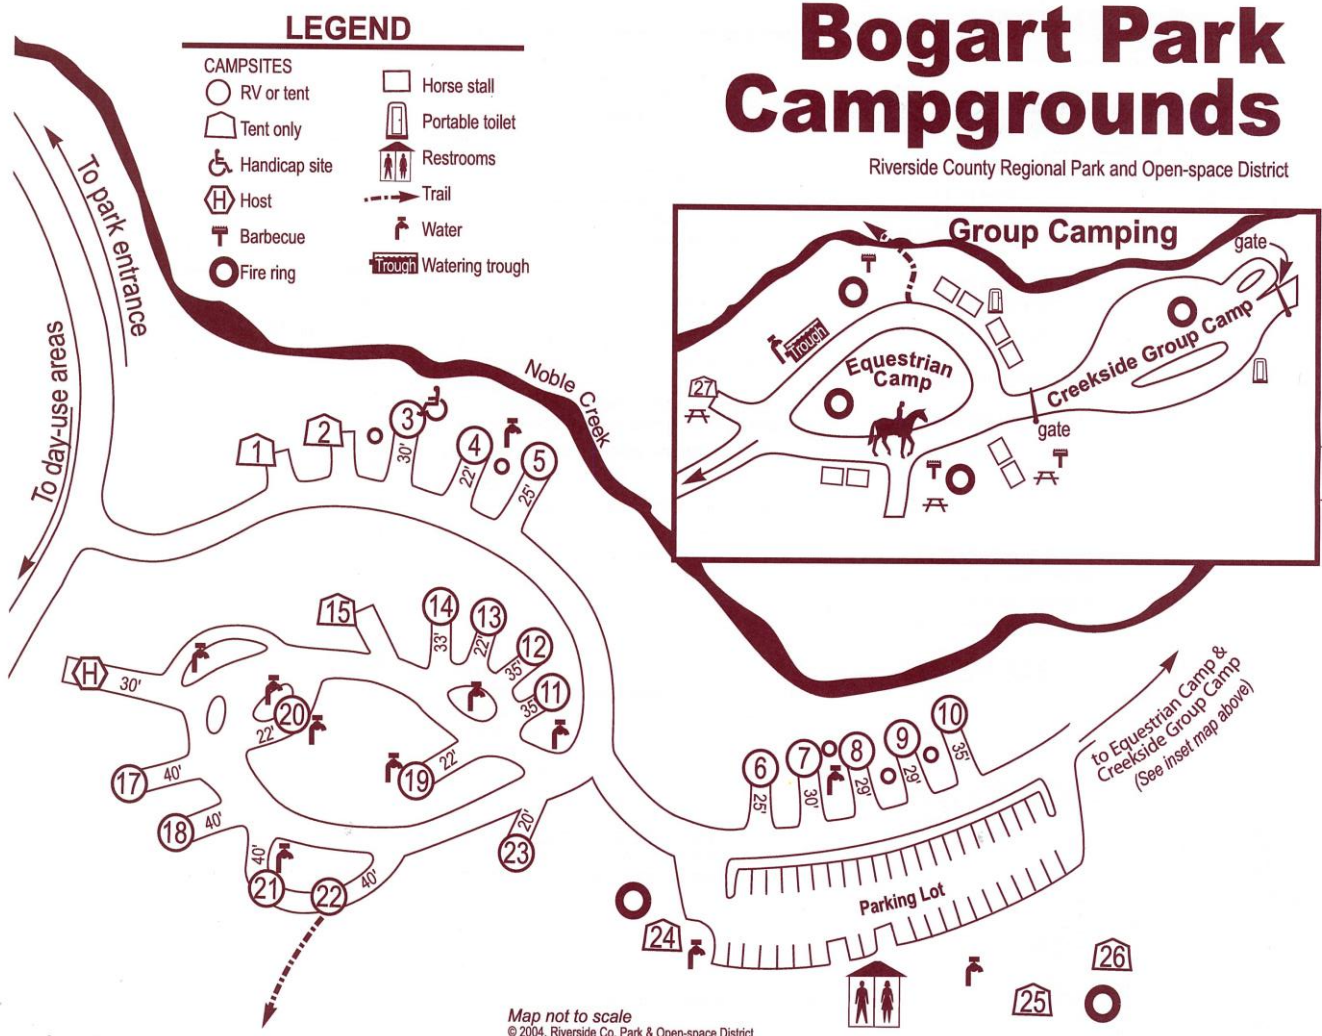 LEGEND
CAMPSITES
RV or tent
Tent only
Handicap site
H Host
Barbecue
Fire ring
Horse stall
Portable toilet
Restrooms
Trail
Water
Trough Watering trough
Bogart Park
Campgrounds
Riverside County Regional Park and Open-space District
Group Camping
gate
Trough
Equestrian
Camp
Creekside Group Camp
27
gate
To park entrance
To day-use areas
Noble Creek
1
2
3
30'
4
22'
5
25'
15
14
33'
13
22'
12
35'
11
35'
H
30'
20
22'
19
22'
17
40'
18
40'
21
40'
22
40'
23
20'
6
25'
7
30'
8
29'
9
29'
10
35'
to Equestrian Camp &
Creekside Group Camp
(See inset map above)
Parking Lot
24
25
26
Map not to scale
© 2004, Riverside Co. Park & Open-space District